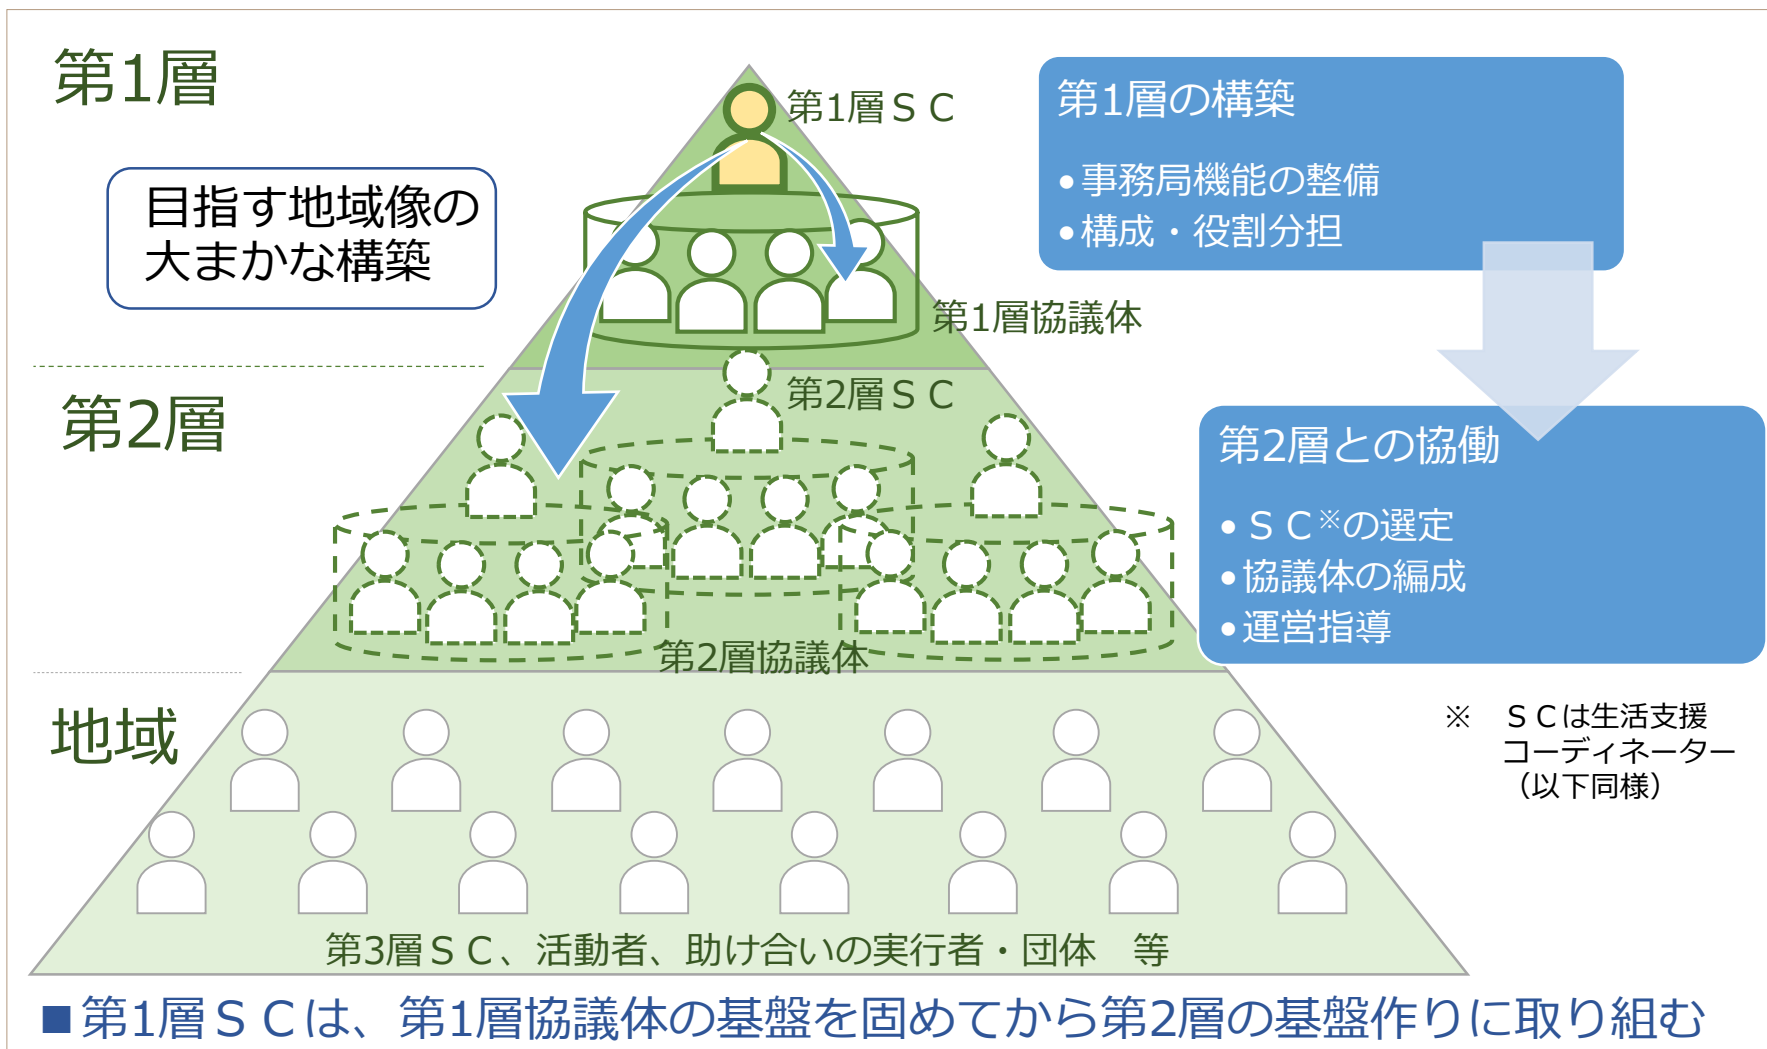 第1層
第1層ＳＣ
目指す地域像の
大まかな構築
第1層協議体
第1層の構築
•事務局機能の整備
•構成・役割分担
第2層
第2層ＳＣ
第2層協議体
第2層との協働
•ＳＣ※の選定
•協議体の編成
•運営指導
※　ＳＣは生活支援
コーディネーター
（以下同様）
地域
第3層ＳＣ、活動者、助け合いの実行者・団体　等
■第1層ＳＣは、第1層協議体の基盤を固めてから第2層の基盤作りに取り組む